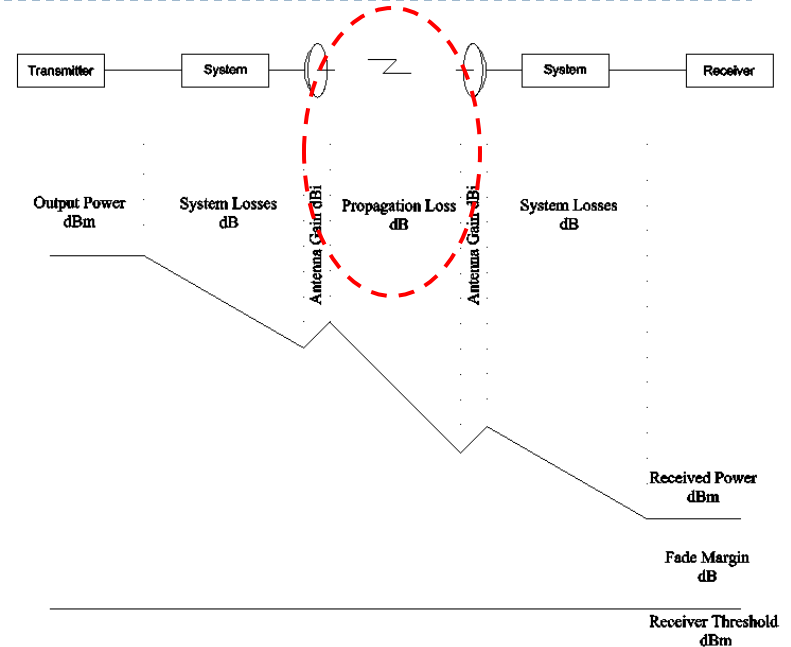 Transmitter
System
System
Receiver
Output Power
dBm
System Losses
dB
Antenna Gain dBi
Propagation Loss
dB
Antenna Gain dBi
System Losses
dB
Received Power
dBm
Fade Margin
dB
Receiver Threshold
dBm